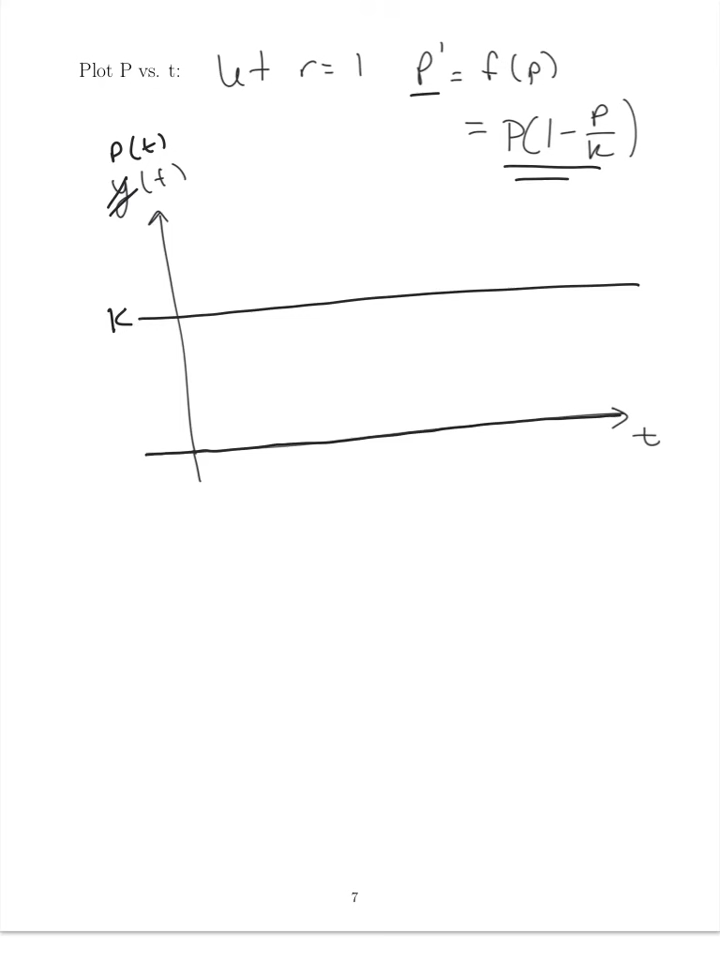 Plot P vs. t: let r = 1 P' = f(p)
= P(1 - P/K)
P(t)
y(t)
K
t
7